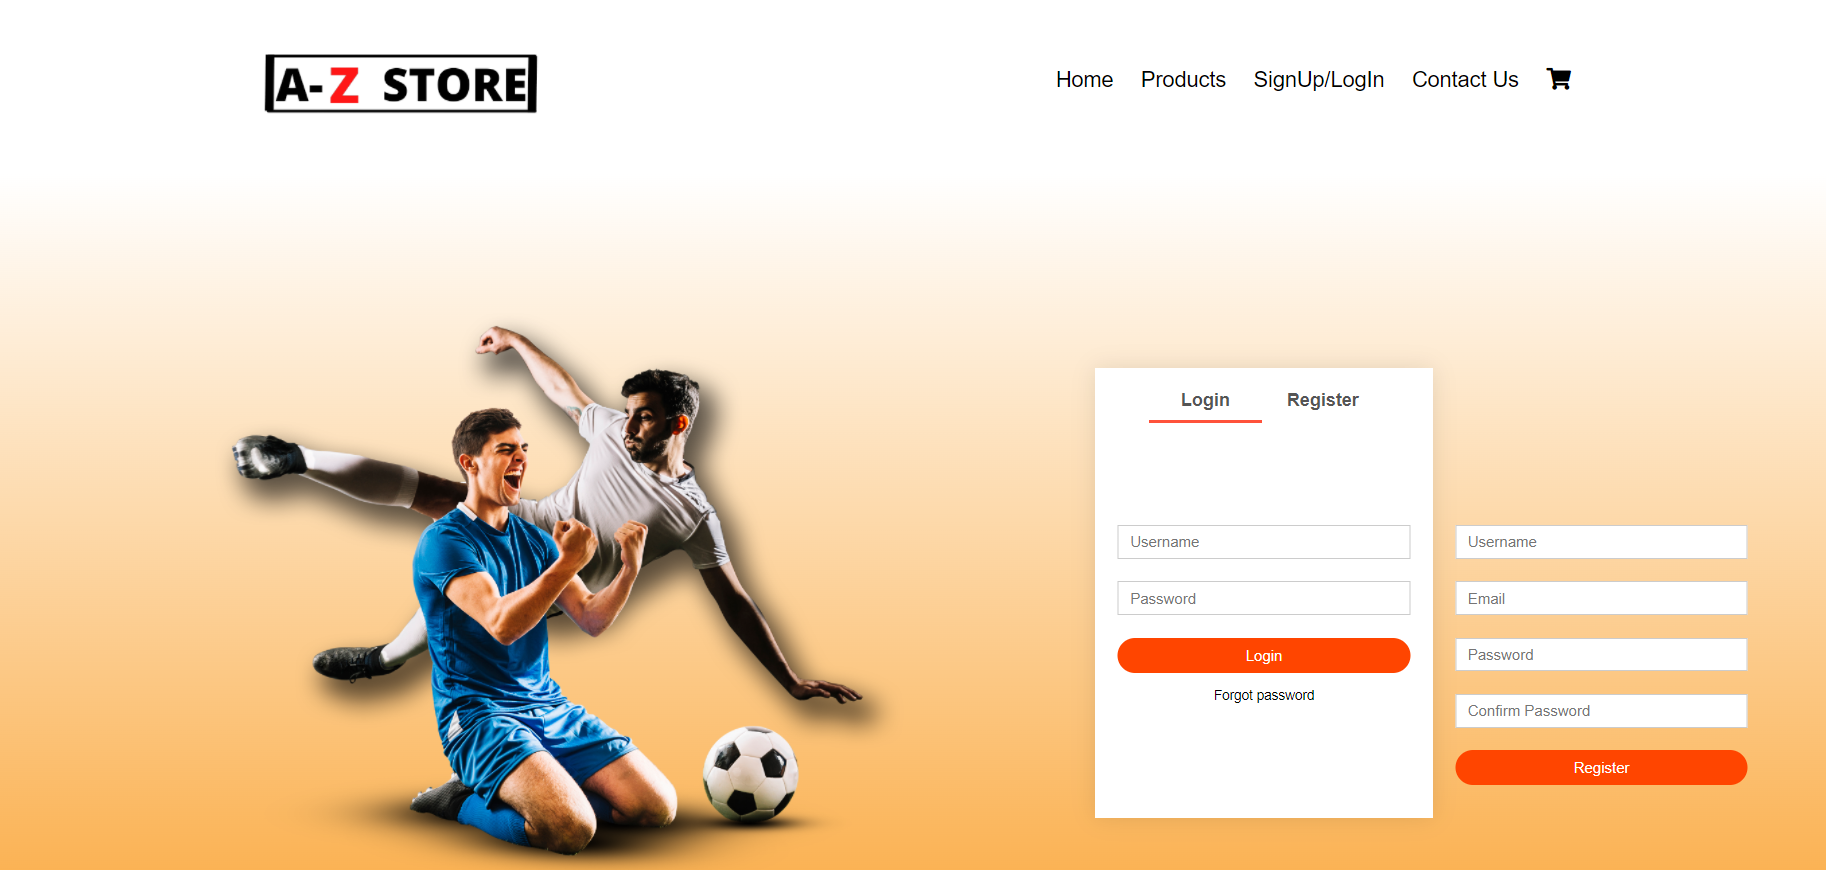 A-Z STORE
Home Products SignUp/LogIn Contact Us
Login Register
Username
Password
Login
Forgot password
Username
Email
Password
Confirm Password
Register